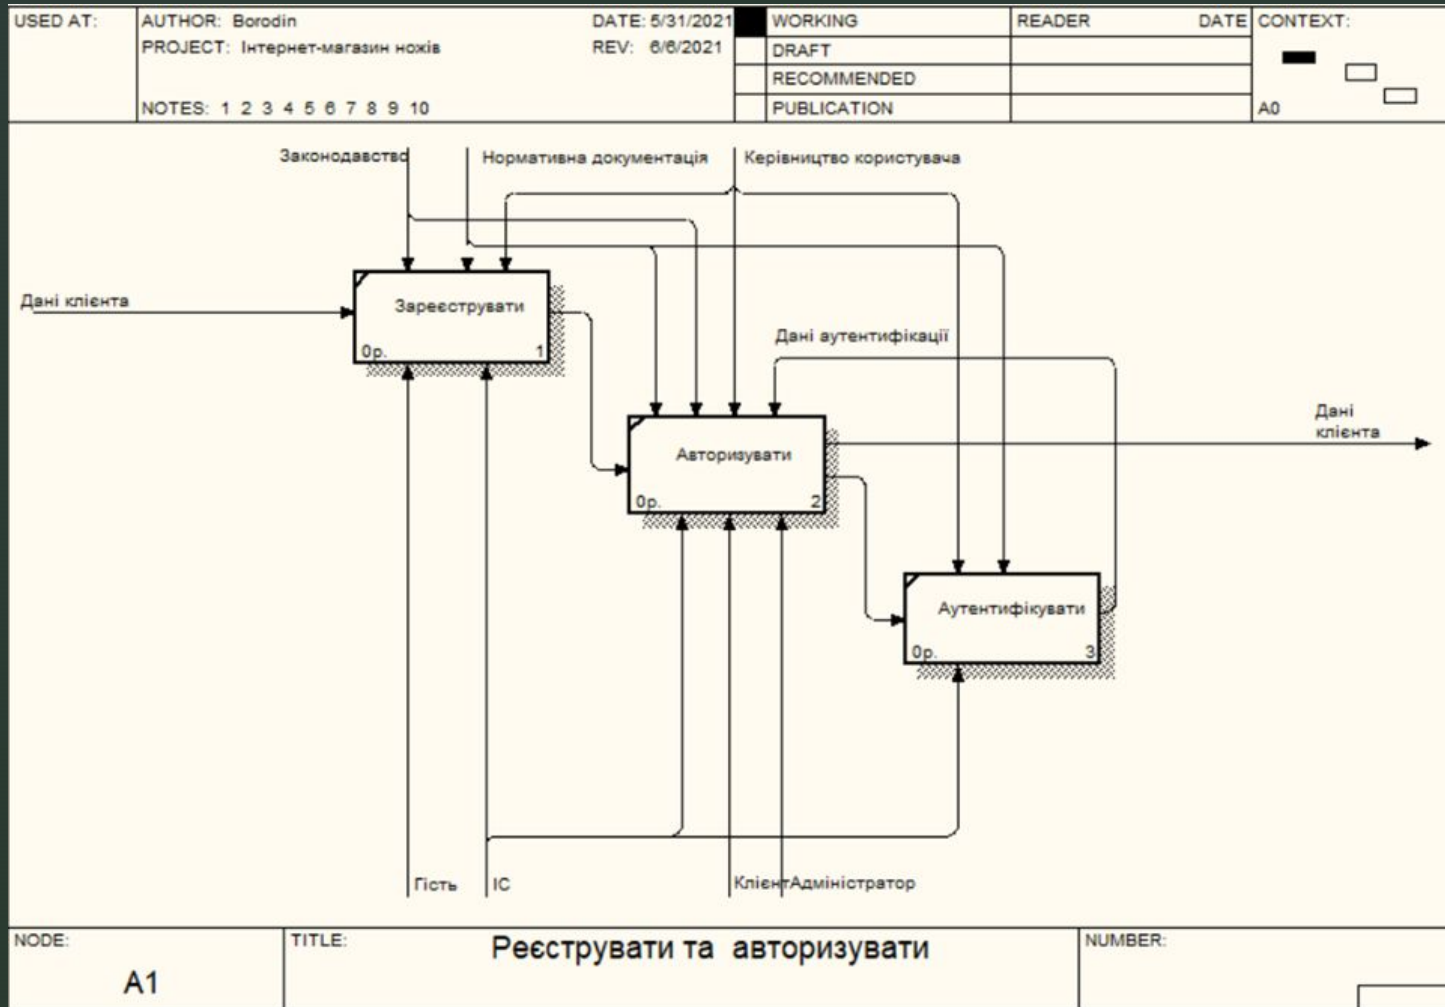 USED AT:
AUTHOR: Borodin
DATE: 5/31/2021
WORKING
READER
DATE
CONTEXT:
PROJECT: Інтернет-магазин ножів
REV: 6/6/2021
DRAFT
RECOMMENDED
NOTES: 1 2 3 4 5 6 7 8 9 10
PUBLICATION
A0
Законодавство
Нормативна документація
Керівництво користувача
Дані клієнта
Зареєструвати
0р.
1
Дані аутентифікації
Дані
клієнта
Авторизувати
0р.
2
Аутентифікувати
0р.
3
Гість
ІС
Клієнт
Адміністратор
NODE:
TITLE:
Реєструвати та авторизувати
NUMBER:
A1